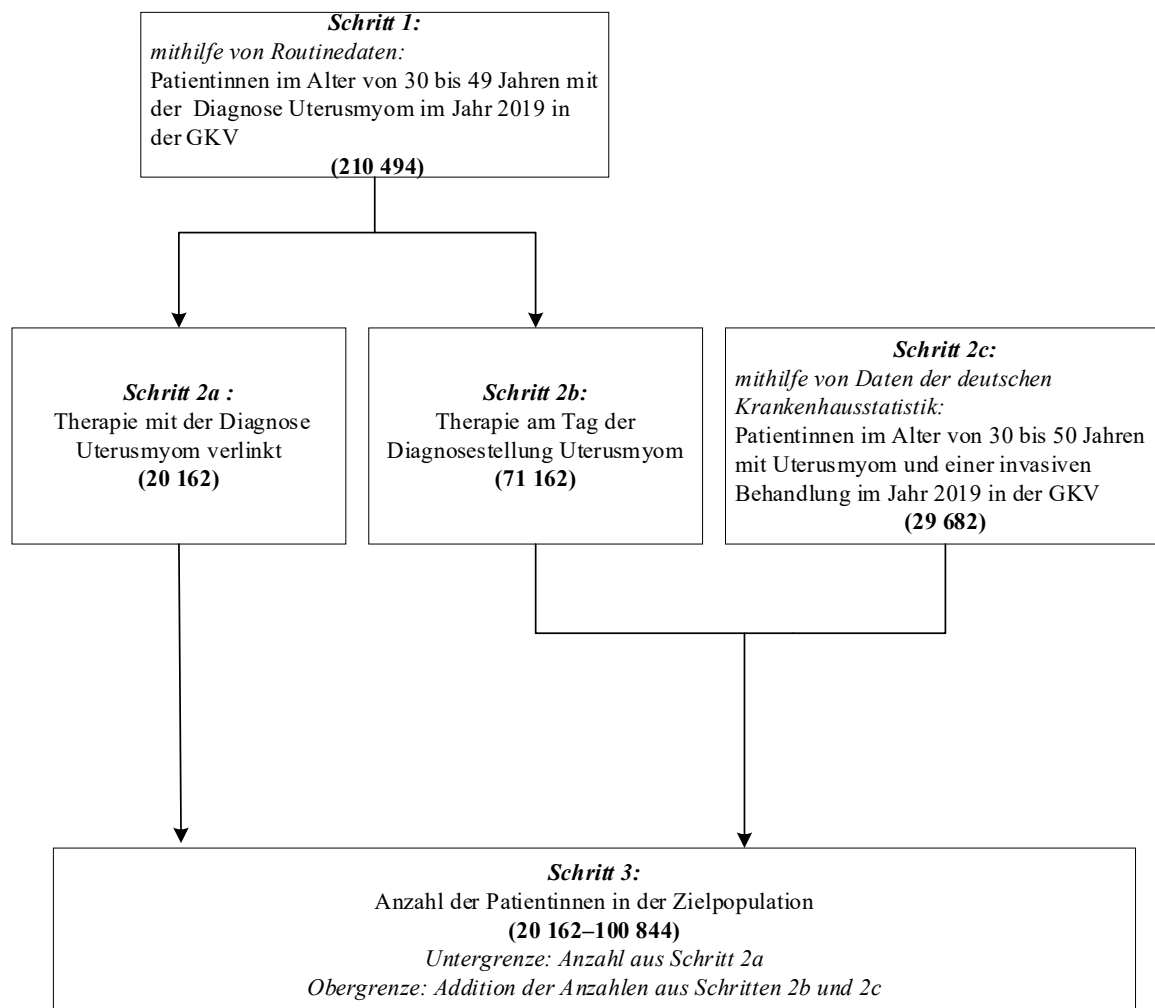 Schritt 1:
mithilfe von Routinedaten:
Patientinnen im Alter von 30 bis 49 Jahren mit
der Diagnose Uterusmyom im Jahr 2019 in
der GKV
(210 494)
Schritt 2a :
Therapie mit der Diagnose
Uterusmyom verlinkt
(20 162)
Schritt 2b:
Therapie am Tag der
Diagnosestellung Uterusmyom
(71 162)
Schritt 2c:
mithilfe von Daten der deutschen
Krankenhausstatistik:
Patientinnen im Alter von 30 bis 50 Jahren
mit Uterusmyom und einer invasiven
Behandlung im Jahr 2019 in der GKV
(29 682)
Schritt 3:
Anzahl der Patientinnen in der Zielpopulation
(20 162–100 844)
Untergrenze: Anzahl aus Schritt 2a
Obergrenze: Addition der Anzahlen aus Schritten 2b und 2c